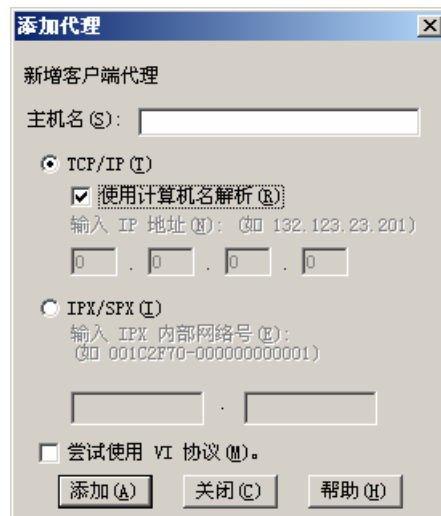 添加代理
新增客户端代理
主机名(S):
TCP/IP(T)
使用计算机名解析(R)
输入 IP 地址(N): (如 132.123.23.201)
0 . 0 . 0 . 0
IPX/SPX(I)
输入 IPX 内部网络号(E):
(如 001C2F70-000000000001)
.
尝试使用 VI 协议(M)。
添加(A) 关闭(C) 帮助(H)